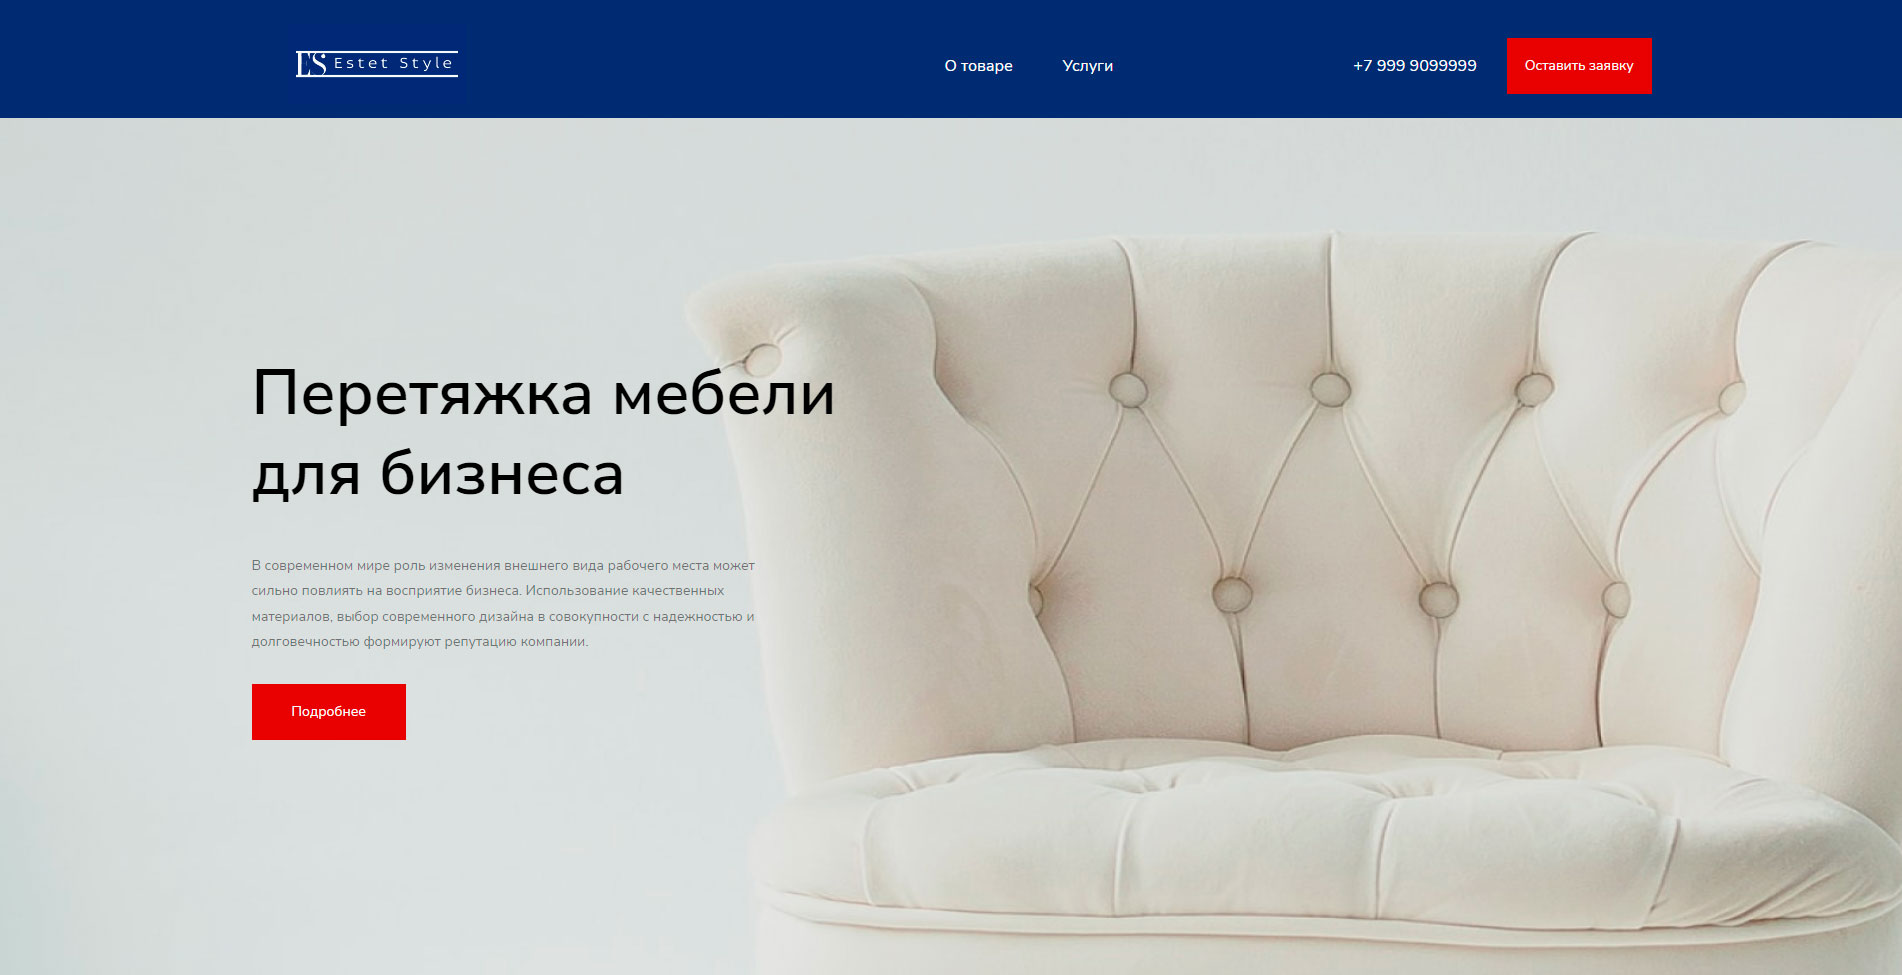 ES Estet Style
О товаре
Услуги
+7 999 9099999
Оставить заявку
Перетяжка мебели
для бизнеса
В современном мире роль изменения внешнего вида рабочего места может
сильно повлиять на восприятие бизнеса. Использование качественных
материалов, выбор современного дизайна в совокупности с надежностью и
долговечностью формируют репутацию компании.
Подробнее